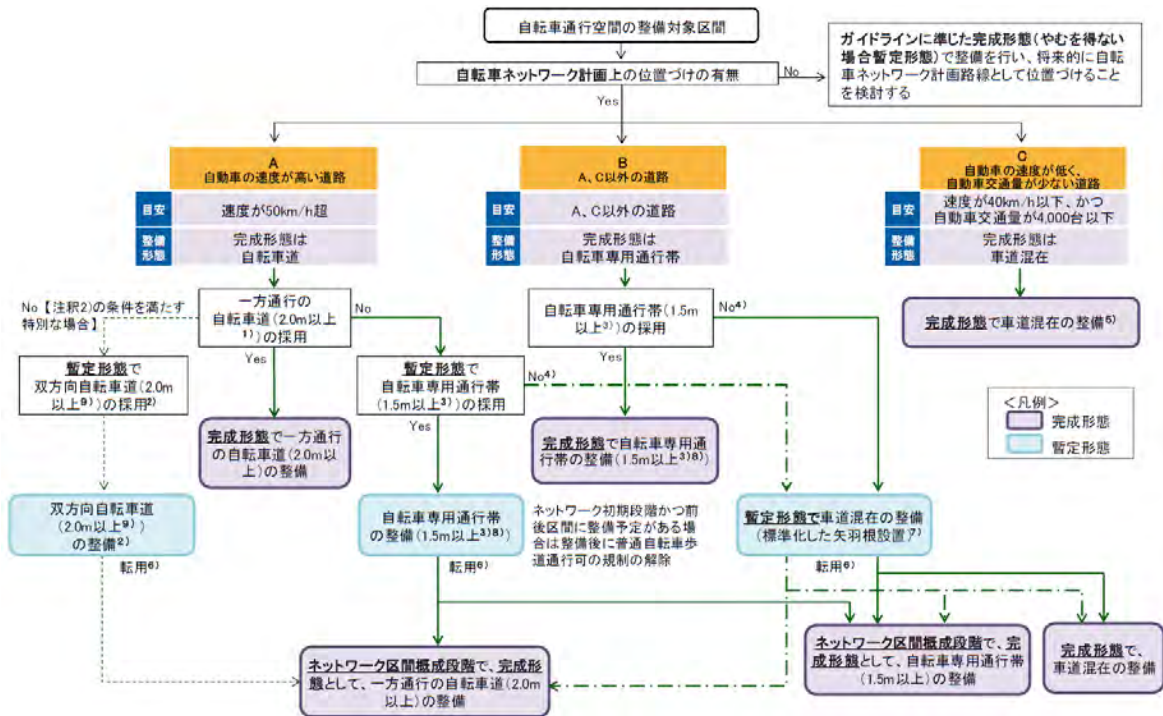 自転車通行空間の整備対象区間
自転車ネットワーク計画上の位置づけの有無
No
ガイドラインに準じた完成形態(やむを得ない
場合暫定形態)で整備を行い、将来的に自転
車ネットワーク計画路線として位置づけること
を検討する
Yes
A
自動車の速度が高い道路
目安
速度が50km/h超
整備
形態
完成形態は
自転車道
B
A、C以外の道路
目安
A、C以外の道路
整備
形態
完成形態は
自転車専用通行帯
C
自動車の速度が低く、
自動車交通量が少ない道路
目安
速度が40km/h以下、かつ
自動車交通量が4,000台以下
整備
形態
完成形態は
車道混在
No【注釈2)の条件を満たす
特別な場合】
一方通行の
自転車道(2.0m以上
1))の採用
No
Yes
自転車専用通行帯(1.5m
以上3))の採用
No4)
Yes
完成形態で車道混在の整備5)
暫定形態で
双方向自転車道(2.0m
以上9))の採用2)
暫定形態で
自転車専用通行帯
(1.5m以上3))の採用
No4)
Yes
完成形態で一方通行
の自転車道(2.0m以
上)の整備
完成形態で自転車専用通
行帯の整備(1.5m以上3)8))
<凡例>
完成形態
暫定形態
双方向自転車道
(2.0m以上9))
の整備2)
転用6)
自転車専用通行帯
の整備(1.5m以上3)8))
転用6)
ネットワーク初期段階かつ前
後区間に整備予定がある場
合は整備後に普通自転車歩
道通行可の規制の解除
暫定形態で車道混在の整備
(標準化した矢羽根設置)7)
転用6)
ネットワーク区間概成段階で、完成形
態として、一方通行の自転車道(2.0m
以上)の整備
ネットワーク区間概成段階で、完
成形態として、自転車専用通行帯
(1.5m以上)の整備
完成形態で、
車道混在の整備